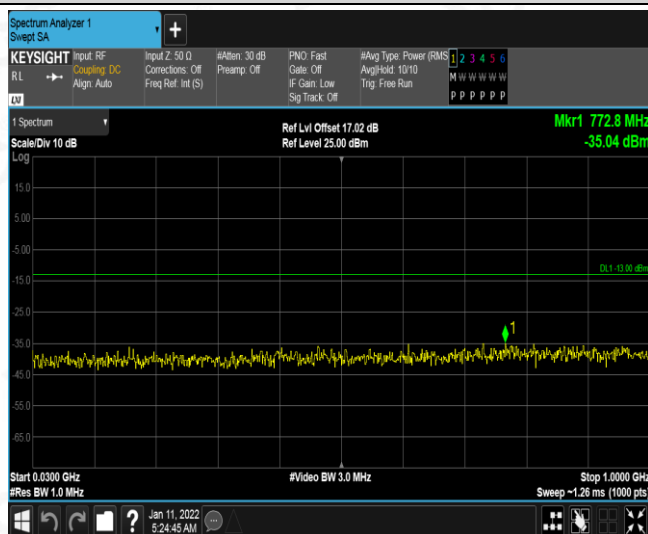 Spectrum Analyzer 1
Swept SA
+
KEYSIGHT
RL
Input: RF
Coupling: DC
Align: Auto
Input Z: 50 Ω
Corrections: Off
Freq Ref: Int (S)
#Atten: 30 dB
Preamp: Off
PNO: Fast
Gate: Off
IF Gain: Low
Sig Track: Off
#Avg Type: Power (RMS
Avg|Hold: 10/10
Trig: Free Run
1 2 3 4 5 6
M W W W W W
P P P P P P
LXI
1 Spectrum
Scale/Div 10 dB
Log
Ref Lvl Offset 17.02 dB
Ref Level 25.00 dBm
Mkr1 772.8 MHz
-35.04 dBm
15.0
5.00
-5.00
DL1 -13.00 dBm
-15.0
-25.0
1
-35.0
-45.0
-55.0
-65.0
Start 0.0300 GHz
#Res BW 1.0 MHz
#Video BW 3.0 MHz
Stop 1.0000 GHz
Sweep ~1.26 ms (1000 pts)
?
Jan 11, 2022
5:24:45 AM